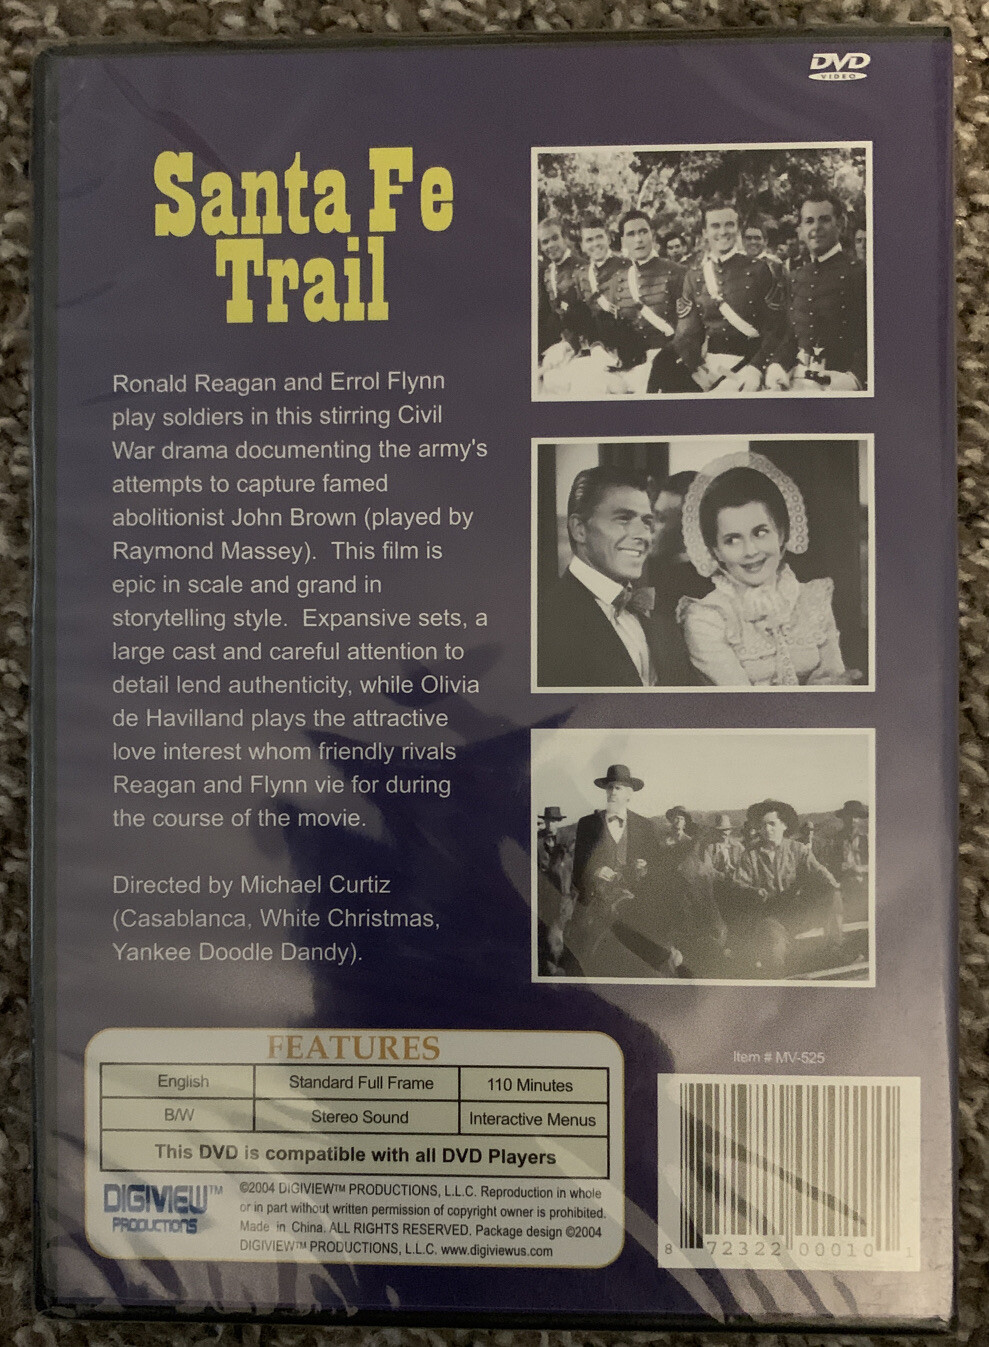 DVD
VIDEO
Santa Fe
Trail
Ronald Reagan and Errol Flynn
play soldiers in this stirring Civil
War drama documenting the army's
attempts to capture famed
abolitionist John Brown (played by
Raymond Massey).  This film is
epic in scale and grand in
storytelling style.  Expansive sets, a
large cast and careful attention to
detail lend authenticity, while Olivia
de Havilland plays the attractive
love interest whom friendly rivals
Reagan and Flynn vie for during
the course of the movie.
Directed by Michael Curtiz
(Casablanca, White Christmas,
Yankee Doodle Dandy).
FEATURES
English Standard Full Frame 110 Minutes
B/W Stereo Sound Interactive Menus
This DVD is compatible with all DVD Players
DIGIVIEW™
PRODUCTIONS
©2004 DIGIVIEW™ PRODUCTIONS, L.L.C. Reproduction in whole
or in part without written permission of copyright owner is prohibited.
Made in China. ALL RIGHTS RESERVED. Package design ©2004
DIGIVIEW™ PRODUCTIONS, L.L.C. www.digiviewus.com
Item # MV-525
8 72322 00010 1